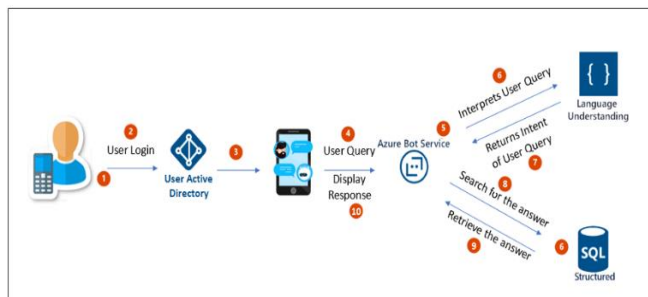 1
2
User Login
User Active
Directory
3
4
User Query
Display
Response
10
5
Azure Bot Service
6
Interprets User Query
Returns Intent
of User Query
7
{ }
Language
Understanding
8
Search for the answer
Retrieve the answer
9
6
SQL
Structured